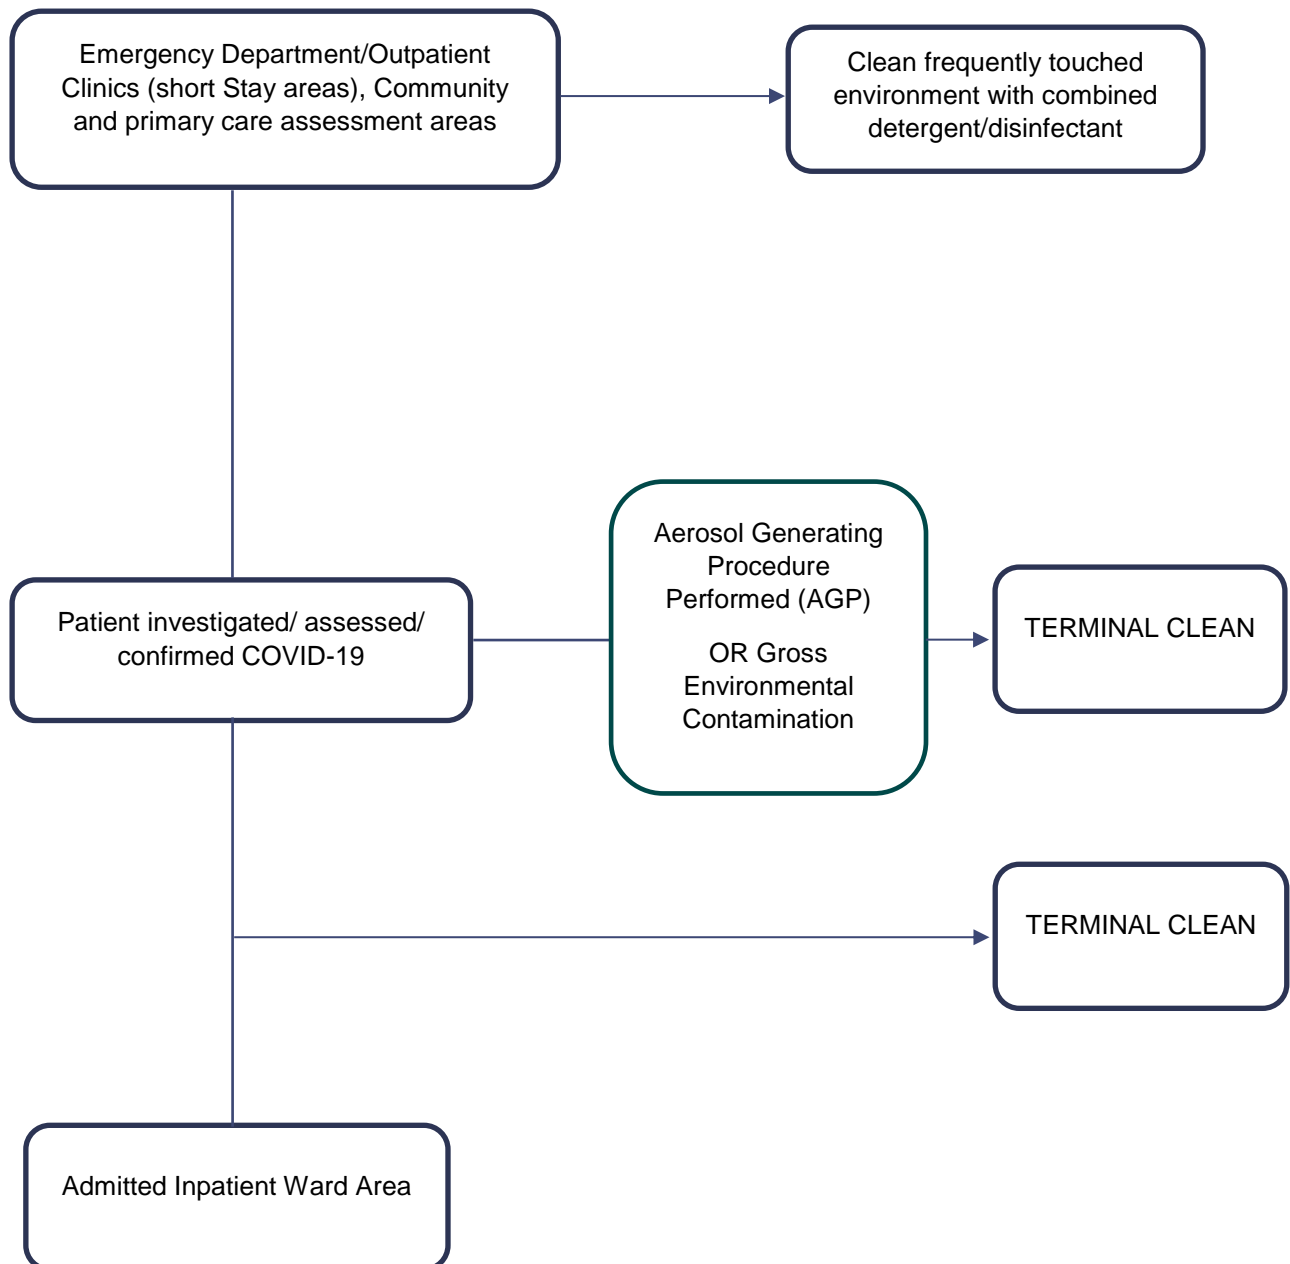 Emergency Department/Outpatient
Clinics (short Stay areas), Community
and primary care assessment areas
Clean frequently touched
environment with combined
detergent/disinfectant
Aerosol Generating
Procedure
Performed (AGP)
OR Gross
Environmental
Contamination
Patient investigated/ assessed/
confirmed COVID-19
TERMINAL CLEAN
TERMINAL CLEAN
Admitted Inpatient Ward Area